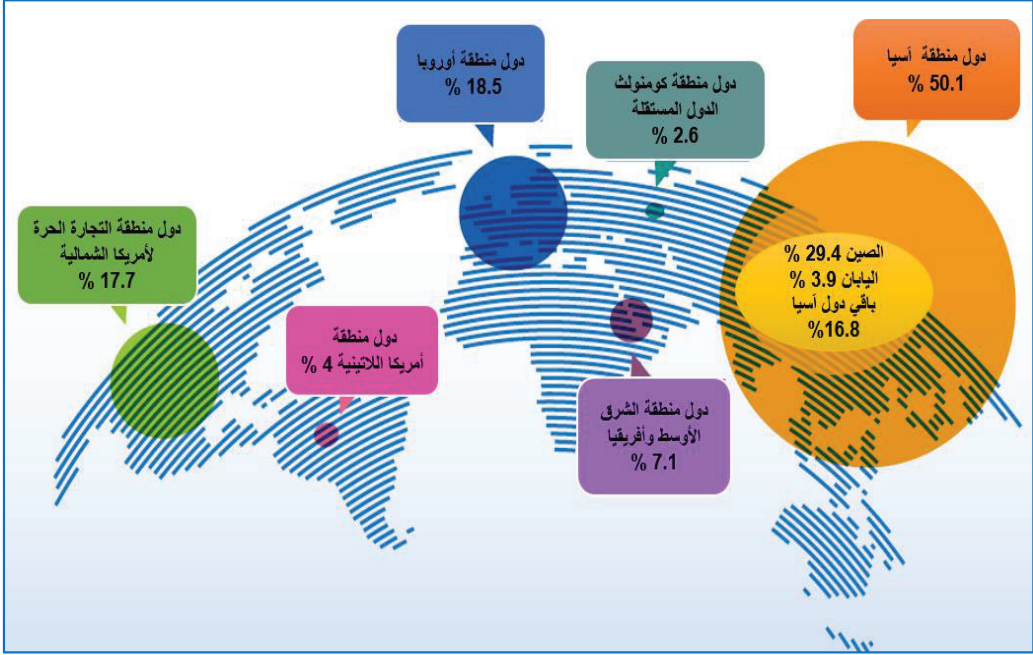 دول منطقة آسيا
50.1 %
دول منطقة أوروبا
18.5 %
دول منطقة كومنولث
الدول المستقلة
2.6 %
دول منطقة التجارة الحرة
لأمريكا الشمالية
17.7 %
الصين 29.4 %
اليابان 3.9 %
باقي دول آسيا
16.8%
دول منطقة
أمريكا اللاتينية 4 %
دول منطقة الشرق
الأوسط وأفريقيا
7.1 %